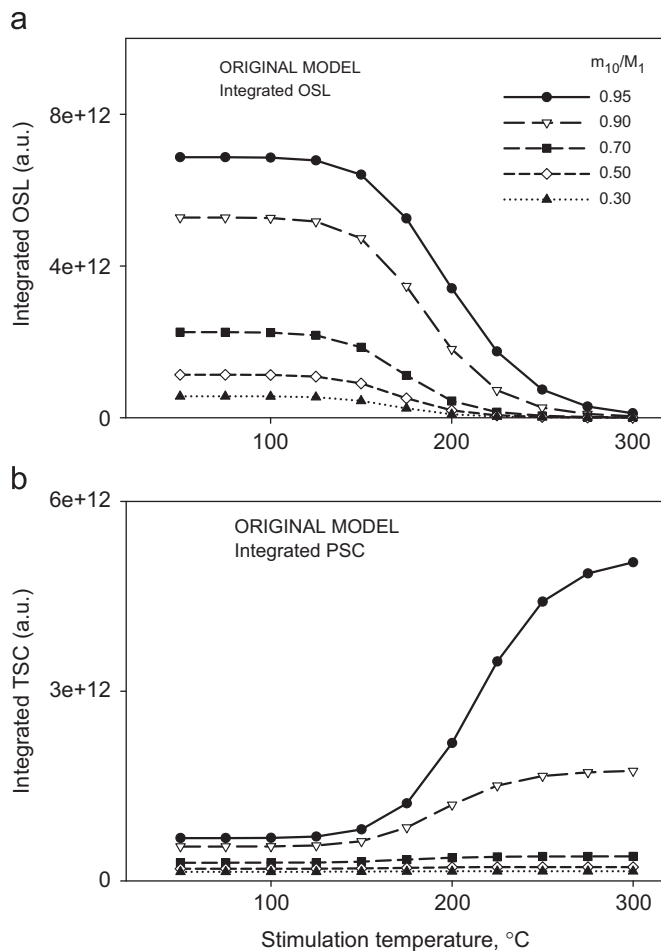 a
ORIGINAL MODEL
Integrated OSL
m10/M1
0.95
0.90
0.70
0.50
0.30
Integrated OSL (a.u.)
8e+12
4e+12
0
100
200
300
b
ORIGINAL MODEL
Integrated PSC
Integrated TSC (a.u.)
6e+12
3e+12
0
100
200
300
Stimulation temperature, °C